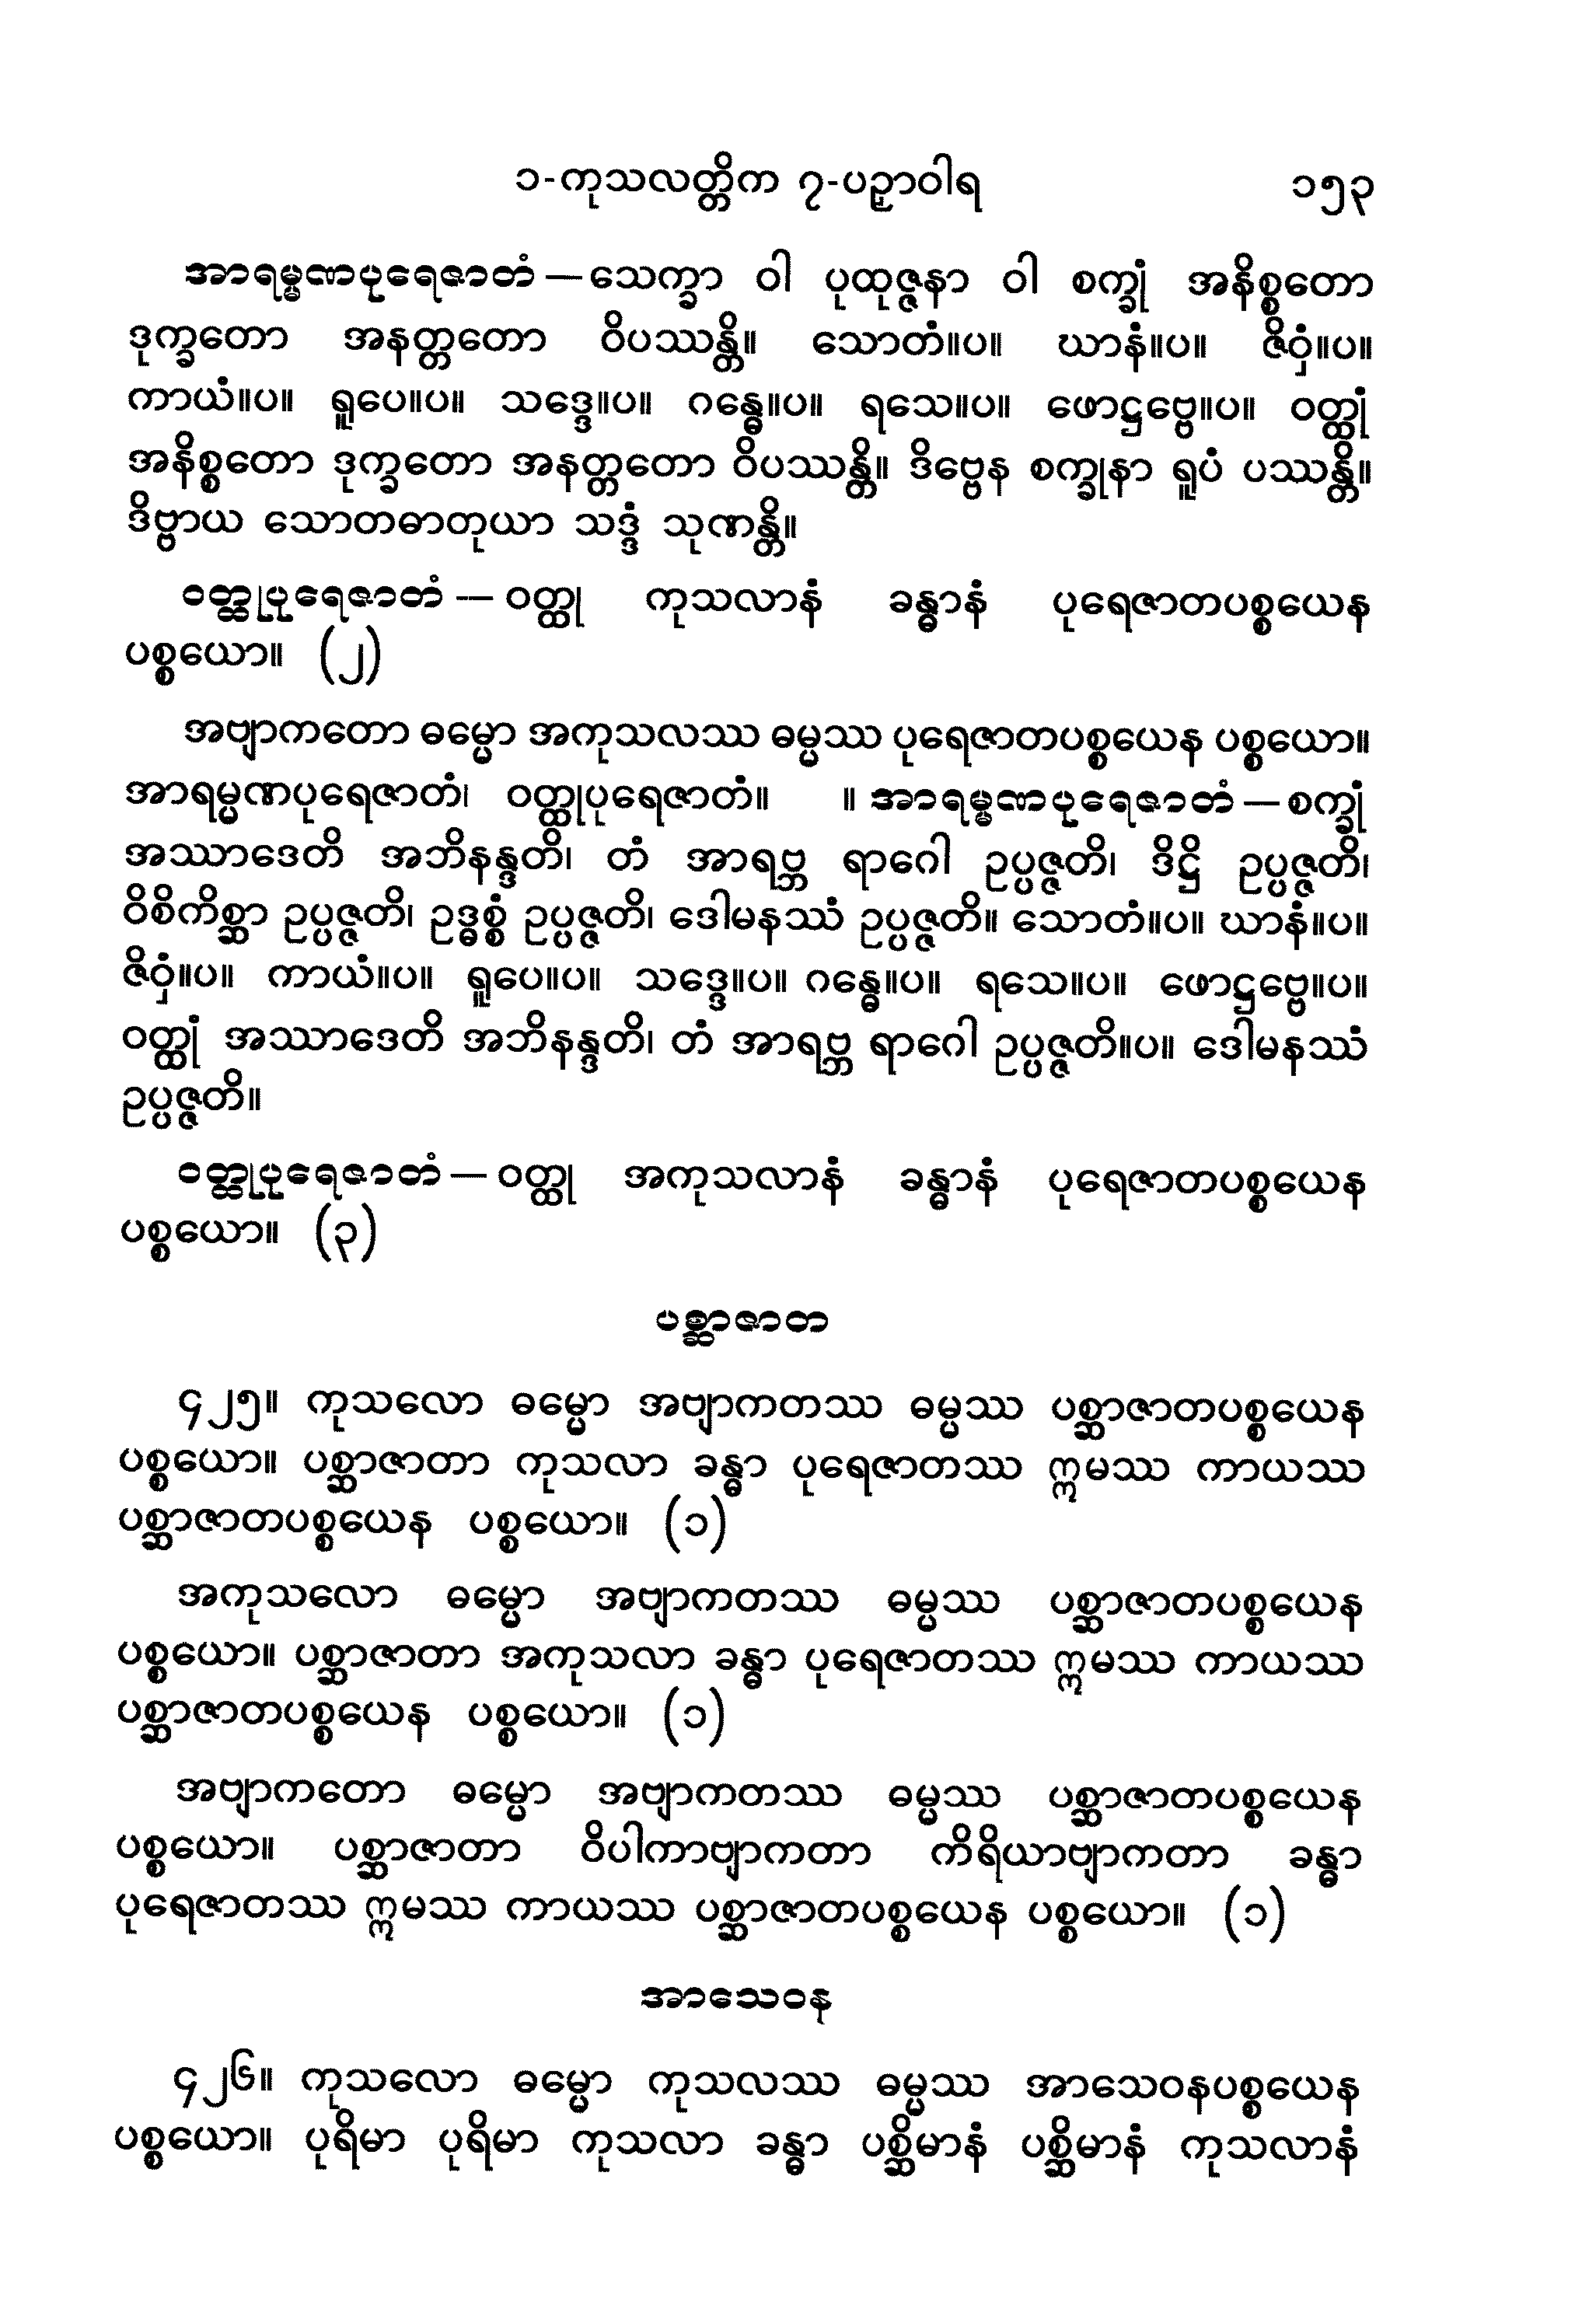 ၁-ကုသလတ္တိက ၇-ပဉှာဝါရ ၁၅၃
အာရမ္မဏပုရေဇာတံ — သေက္ခာ ဝါ ပုထုဇ္ဇနာ ဝါ စက္ခုံ အနိစ္စတော
ဒုက္ခတော အနတ္တတော ဝိပဿန္တိ။ သောတံ။ပ။ ဃာနံ။ပ။ ဇိဝှံ။ပ။
ကာယံ။ပ။ ရူပေ။ပ။ သဒ္ဒေ။ပ။ ဂန္ဓေ။ပ။ ရသေ။ပ။ ဖောဋ္ဌဗ္ဗေ။ပ။ ဝတ္ထုံ
အနိစ္စတော ဒုက္ခတော အနတ္တတော ဝိပဿန္တိ။ ဒိဗ္ဗေန စက္ခုနာ ရူပံ ပဿန္တိ။
ဒိဗ္ဗာယ သောတဓာတုယာ သဒ္ဒံ သုဏန္တိ။
ဝတ္ထုပုရေဇာတံ — ဝတ္ထု ကုသလာနံ ခန္ဓာနံ ပုရေဇာတပစ္စယေန
ပစ္စယော။ (၂)
အဗျာကတော ဓမ္မော အကုသလဿ ဓမ္မဿ ပုရေဇာတပစ္စယေန ပစ္စယော။
အာရမ္မဏပုရေဇာတံ၊ ဝတ္ထုပုရေဇာတံ။ ။ အာရမ္မဏပုရေဇာတံ — စက္ခုံ
အဿာဒေတိ အဘိနန္ဒတိ၊ တံ အာရဗ္ဘ ရာဂေါ ဥပ္ပဇ္ဇတိ၊ ဒိဋ္ဌိ ဥပ္ပဇ္ဇတိ၊
ဝိစိကိစ္ဆာ ဥပ္ပဇ္ဇတိ၊ ဥဒ္ဓစ္စံ ဥပ္ပဇ္ဇတိ၊ ဒေါမနဿံ ဥပ္ပဇ္ဇတိ။ သောတံ။ပ။ ဃာနံ။ပ။
ဇိဝှံ။ပ။ ကာယံ။ပ။ ရူပေ။ပ။ သဒ္ဒေ။ပ။ ဂန္ဓေ။ပ။ ရသေ။ပ။ ဖောဋ္ဌဗ္ဗေ။ပ။
ဝတ္ထုံ အဿာဒေတိ အဘိနန္ဒတိ၊ တံ အာရဗ္ဘ ရာဂေါ ဥပ္ပဇ္ဇတိ။ပ။ ဒေါမနဿံ
ဥပ္ပဇ္ဇတိ။
ဝတ္ထုပုရေဇာတံ — ဝတ္ထု အကုသလာနံ ခန္ဓာနံ ပုရေဇာတပစ္စယေန
ပစ္စယော။ (၃)
ပစ္ဆာဇာတ
၄၂၅။ ကုသလော ဓမ္မော အဗျာကတဿ ဓမ္မဿ ပစ္ဆာဇာတပစ္စယေန
ပစ္စယော။ ပစ္ဆာဇာတာ ကုသလာ ခန္ဓာ ပုရေဇာတဿ ဣမဿ ကာယဿ
ပစ္ဆာဇာတပစ္စယေန ပစ္စယော။ (၁)
အကုသလော ဓမ္မော အဗျာကတဿ ဓမ္မဿ ပစ္ဆာဇာတပစ္စယေန
ပစ္စယော။ ပစ္ဆာဇာတာ အကုသလာ ခန္ဓာ ပုရေဇာတဿ ဣမဿ ကာယဿ
ပစ္ဆာဇာတပစ္စယေန ပစ္စယော။ (၁)
အဗျာကတော ဓမ္မော အဗျာကတဿ ဓမ္မဿ ပစ္ဆာဇာတပစ္စယေန
ပစ္စယော။ ပစ္ဆာဇာတာ ဝိပါကာဗျာကတာ ကိရိယာဗျာကတာ ခန္ဓာ
ပုရေဇာတဿ ဣမဿ ကာယဿ ပစ္ဆာဇာတပစ္စယေန ပစ္စယော။ (၁)
အာသေဝန
၄၂၆။ ကုသလော ဓမ္မော ကုသလဿ ဓမ္မဿ အာသေဝနပစ္စယေန
ပစ္စယော။ ပုရိမာ ပုရိမာ ကုသလာ ခန္ဓာ ပစ္ဆိမာနံ ပစ္ဆိမာနံ ကုသလာနံ